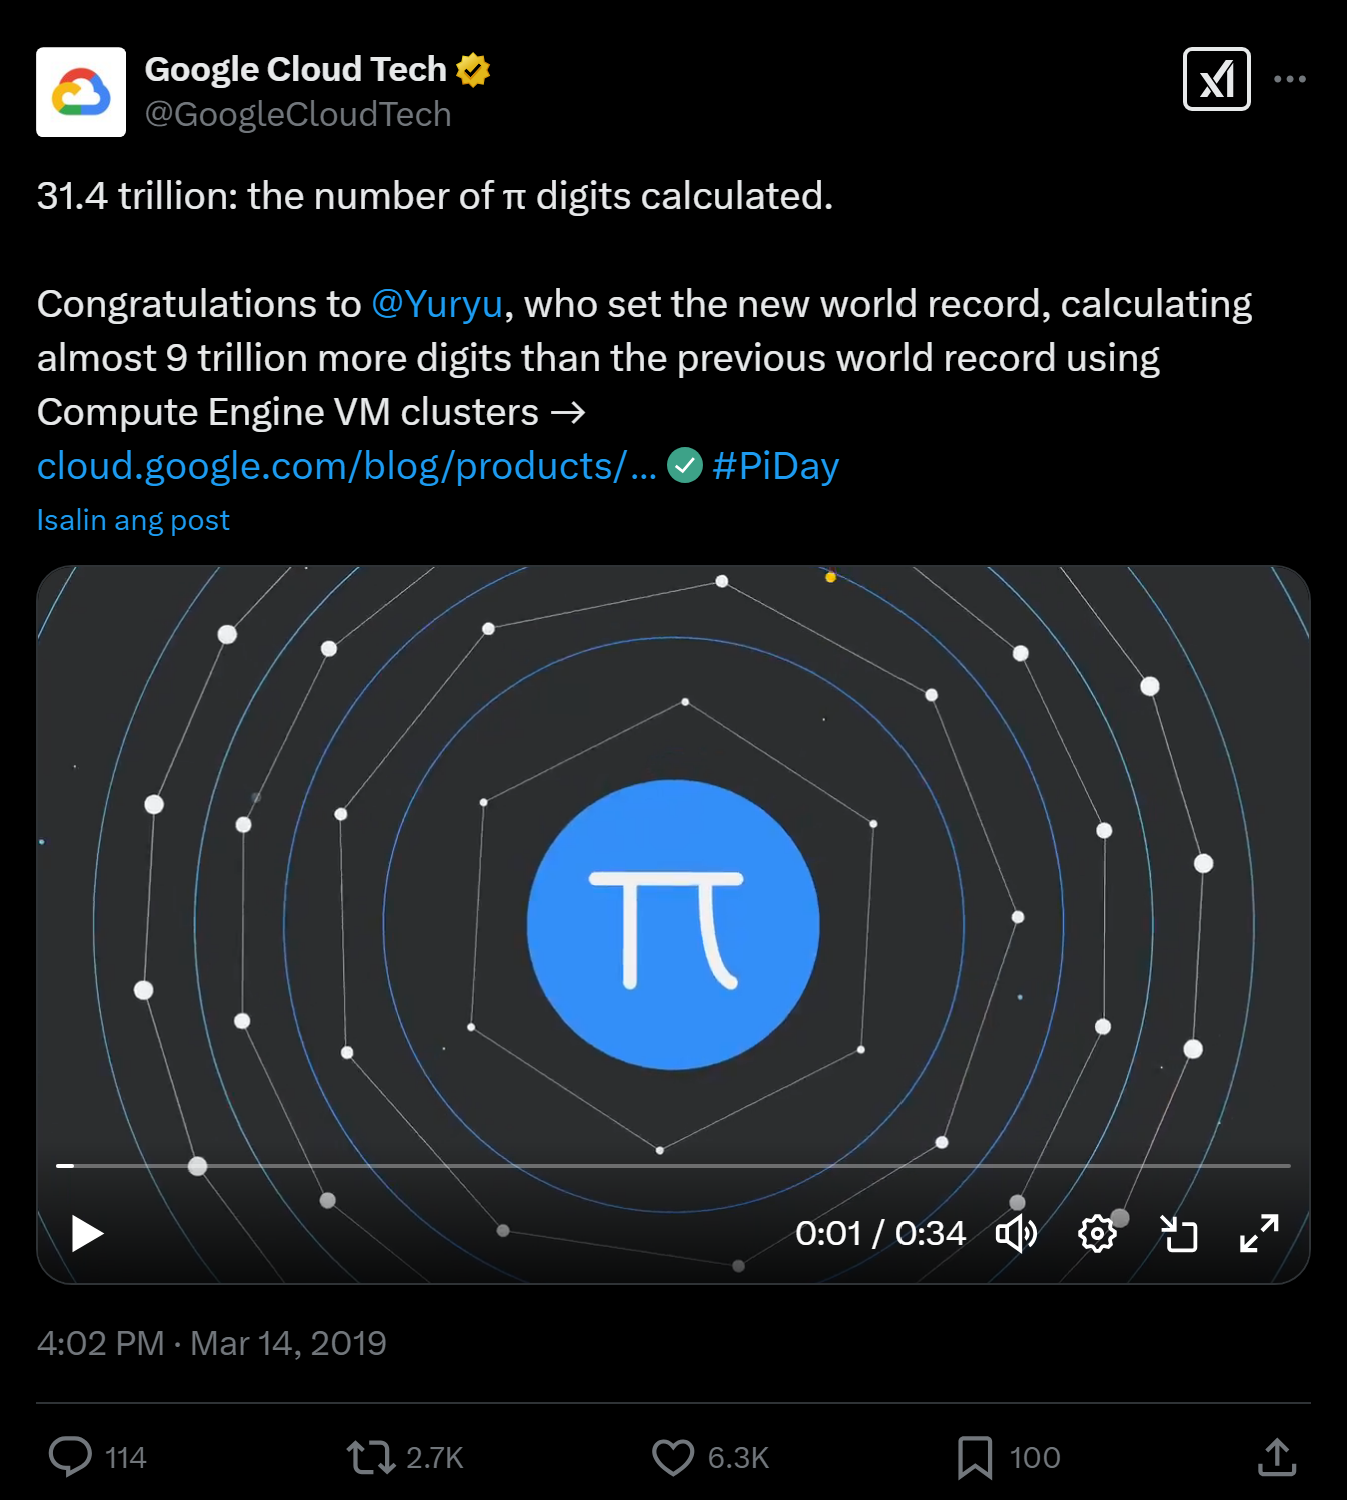 Google Cloud Tech
@GoogleCloudTech
31.4 trillion: the number of π digits calculated.
Congratulations to @Yuryu, who set the new world record, calculating
almost 9 trillion more digits than the previous world record using
Compute Engine VM clusters →
cloud.google.com/blog/products/… #PiDay
Isalin ang post
π
0:01 / 0:34
4:02 PM · Mar 14, 2019
114 2.7K 6.3K 100